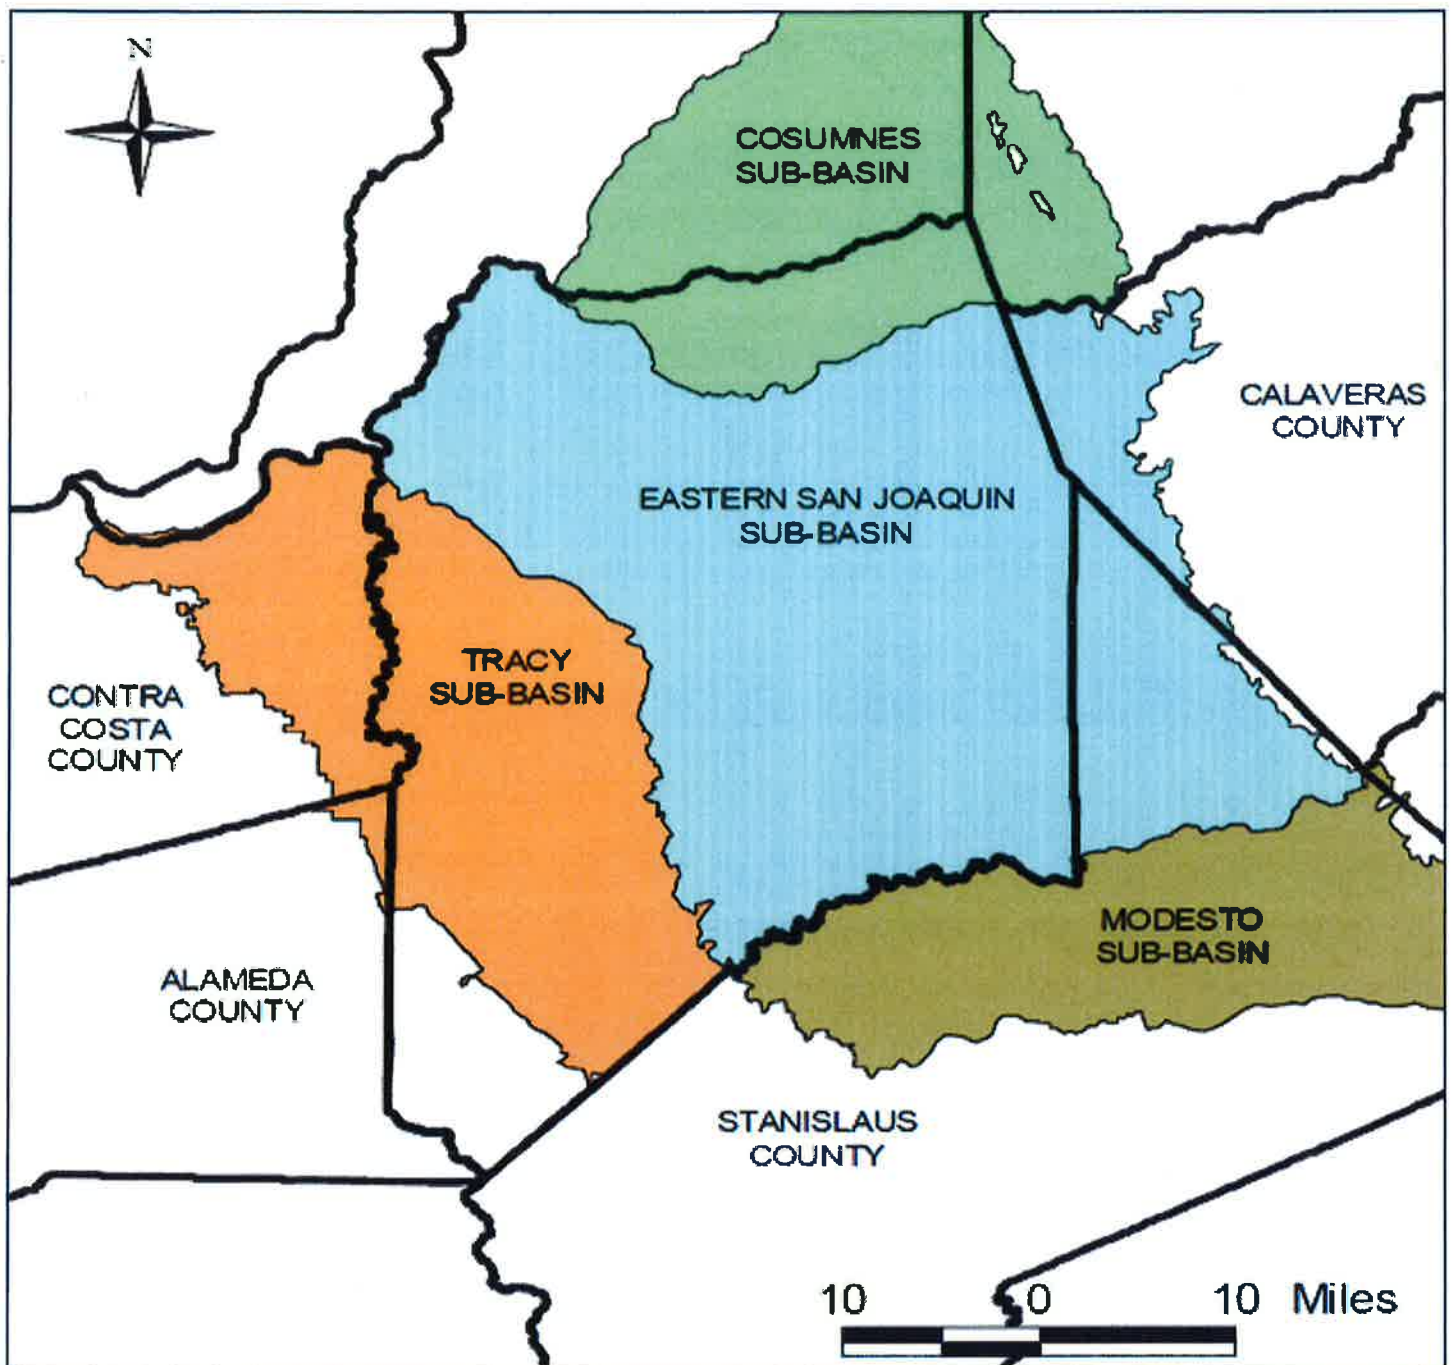 N
COSUMNES
SUB-BASIN
CALAVERAS
COUNTY
EASTERN SAN JOAQUIN
SUB-BASIN
TRACY
SUB-BASIN
CONTRA
COSTA
COUNTY
MODESTO
SUB-BASIN
ALAMEDA
COUNTY
STANISLAUS
COUNTY
10 0 10 Miles